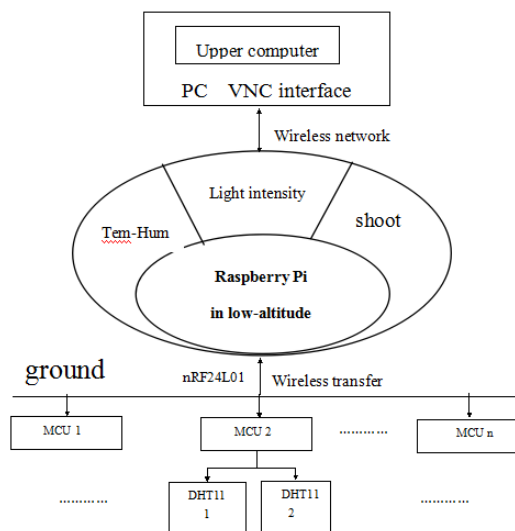 Upper computer
PC VNC interface
Wireless network
Light intensity
Tem-Hum
shoot
Raspberry Pi
in low-altitude
ground
nRF24L01
Wireless transfer
MCU 1
MCU 2
…………
MCU n
…………
DHT11
1
DHT11
2
…………